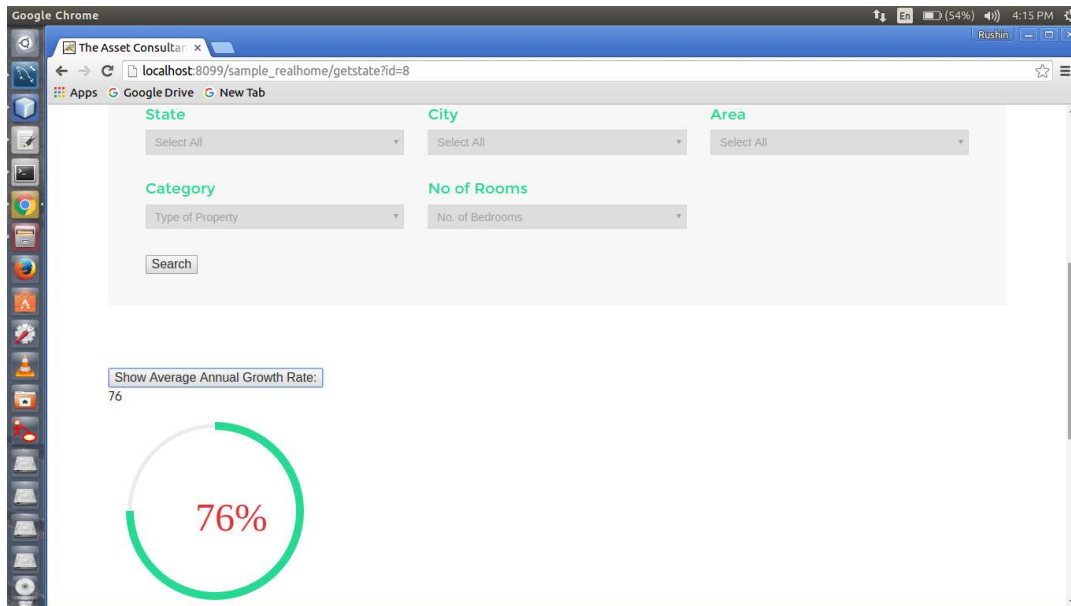 Google Chrome
En (54%) 4:15 PM
Rushin
The Asset Consultan
localhost:8099/sample_realhome/getstate?id=8
Apps Google Drive New Tab
State City Area
Select All Select All Select All
Category No of Rooms
Type of Property No. of Bedrooms
Search
Show Average Annual Growth Rate:
76
76%